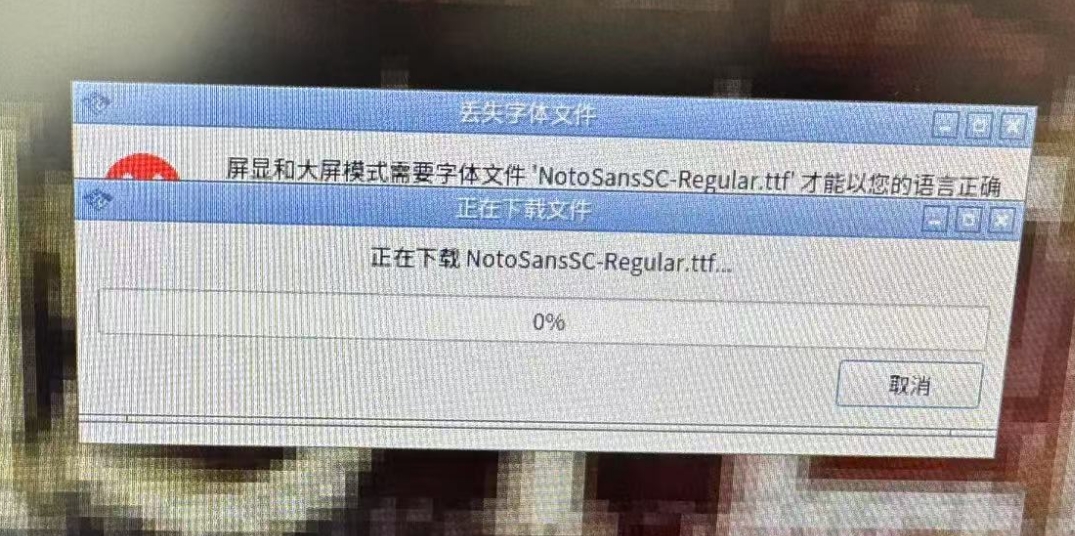 丢失字体文件
屏显和大屏模式需要字体文件 'NotoSansSC-Regular.ttf' 才能以您的语言正确
正在下载文件
正在下载 NotoSansSC-Regular.ttf...
0%
取消